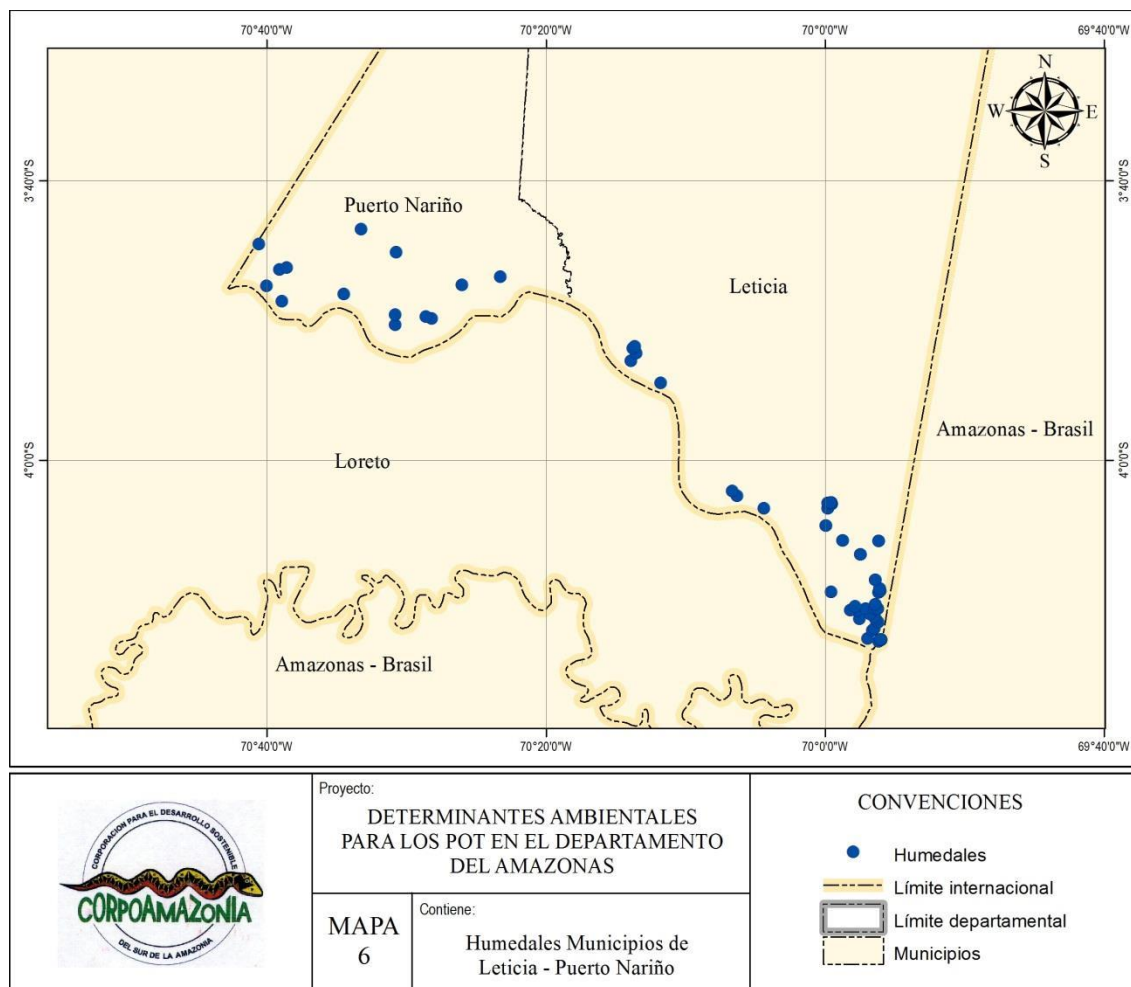 70°40'0"W
70°20'0"W
70°0'0"W
69°40'0"W
N
W
E
S
3°40'0"S
3°40'0"S
Puerto Nariño
Leticia
Amazonas - Brasil
4°0'0"S
4°0'0"S
Loreto
Amazonas - Brasil
70°40'0"W
70°20'0"W
70°0'0"W
69°40'0"W
CORPORACION PARA EL DESARROLLO SOSTENIBLE
CORPOAMAZONIA
DEL SUR DE LA AMAZONIA
Proyecto:
DETERMINANTES AMBIENTALES
PARA LOS POT EN EL DEPARTAMENTO
DEL AMAZONAS
MAPA
6
Contiene:
Humedales Municipios de
Leticia - Puerto Nariño
CONVENCIONES
Humedales
Límite internacional
Límite departamental
Municipios